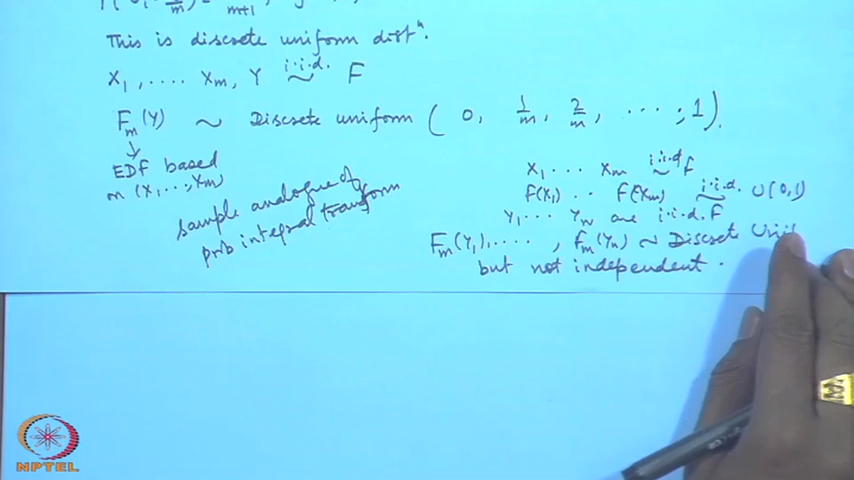 This is discrete uniform distⁿ.
X₁, .... Xₘ, Y i.i.d. ~ F
Fₘ(Y) ~ Discrete uniform (0, 1/m, 2/m, ....., 1).
↓
EDF based
on (X₁, ..., Xₘ)
sample analogue of
prob integral transform
X₁ ... Xₘ i.i.d. ~ F
F(X₁) .. F(Xₘ) i.i.d. ~ U(0,1)
Y₁ ... Yₙ are i.i.d. F
Fₘ(Y₁), ...., Fₘ(Yₙ) ~ Discrete
but not independent.
NPTEL